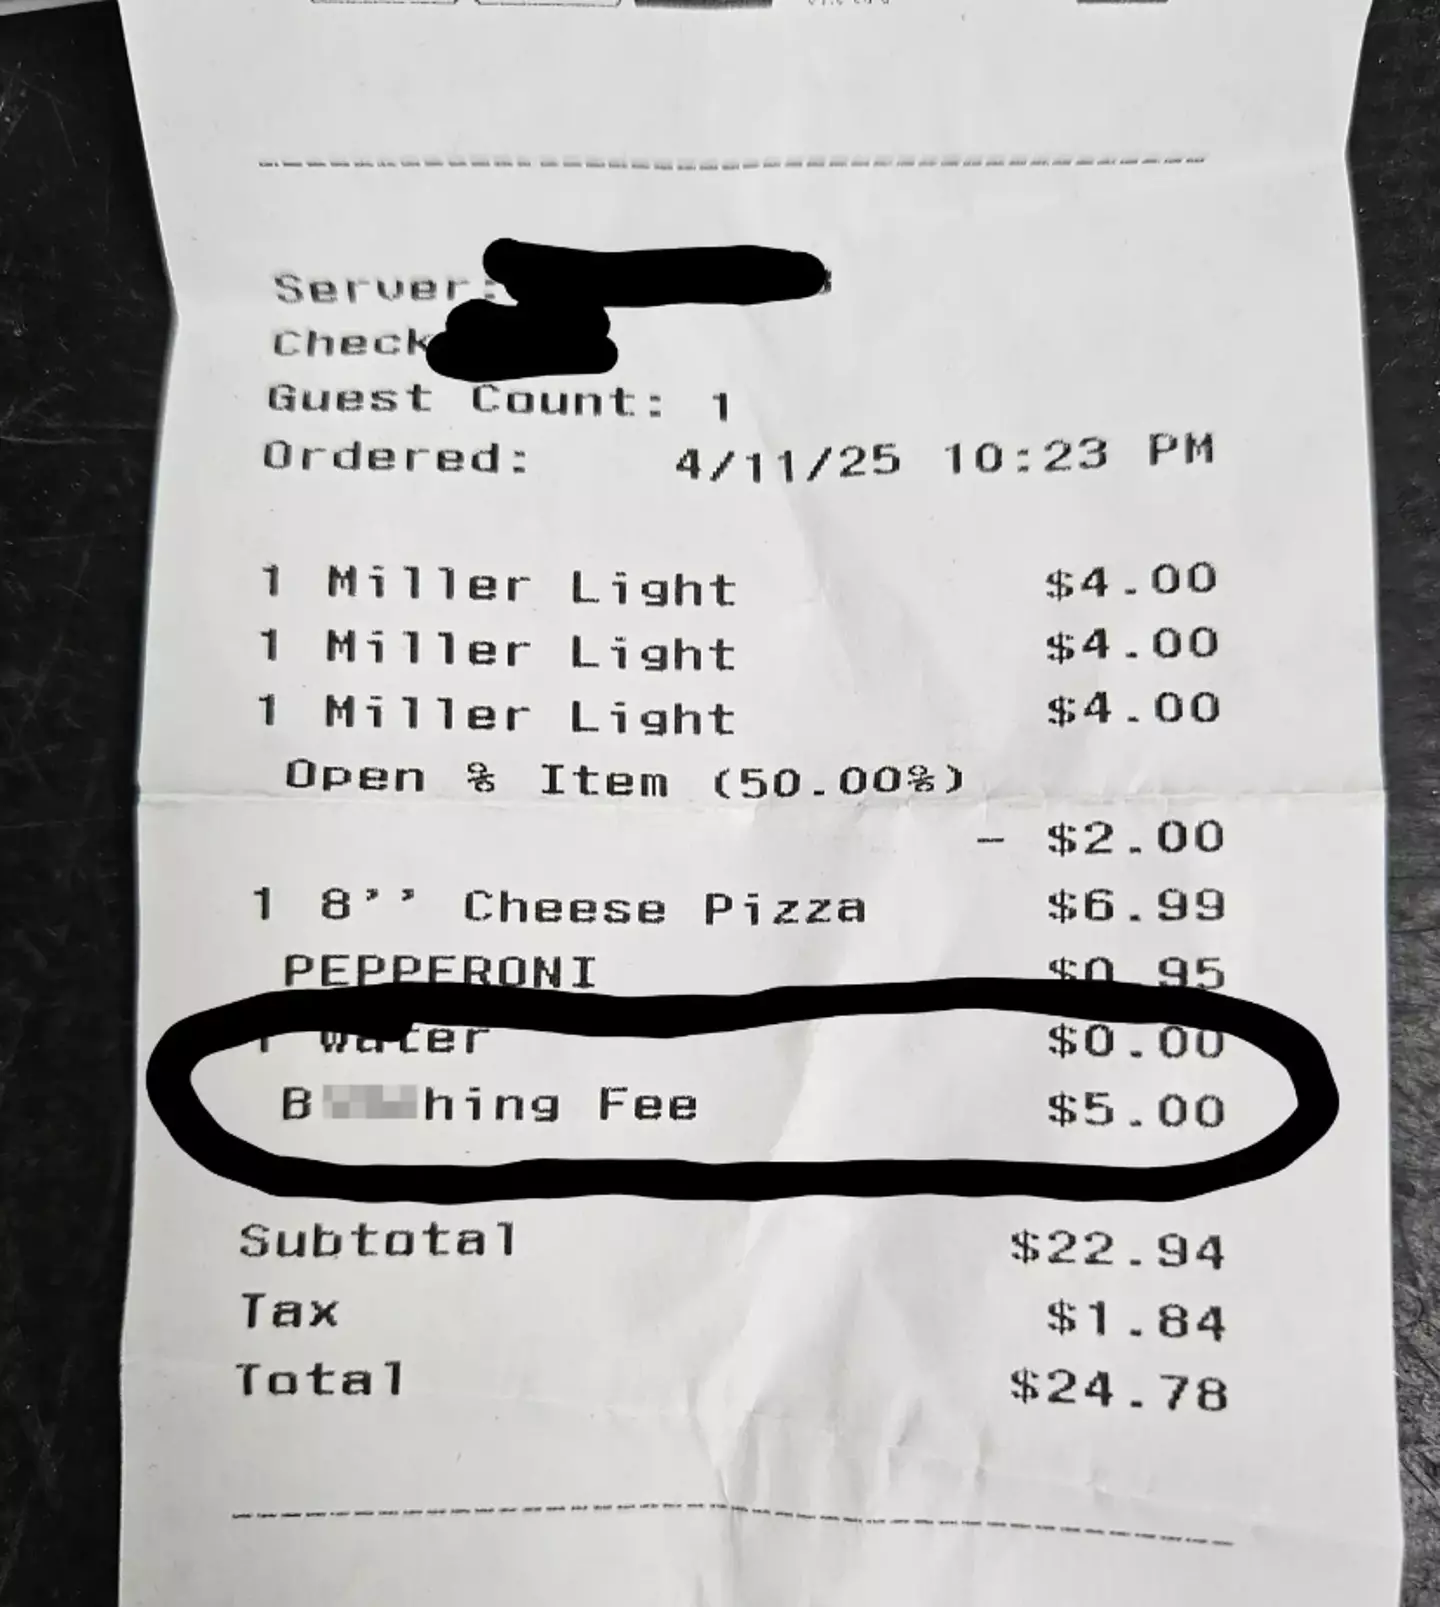 Server:
Check
Guest Count: 1
Ordered: 4/11/25 10:23 PM
1 Miller Light $4.00
1 Miller Light $4.00
1 Miller Light $4.00
Open % Item (50.00%)
- $2.00
1 8'' Cheese Pizza $6.99
PEPPERONI $0.95
1 Water $0.00
Fee $5.00
Subtotal $22.94
Tax $1.84
Total $24.78